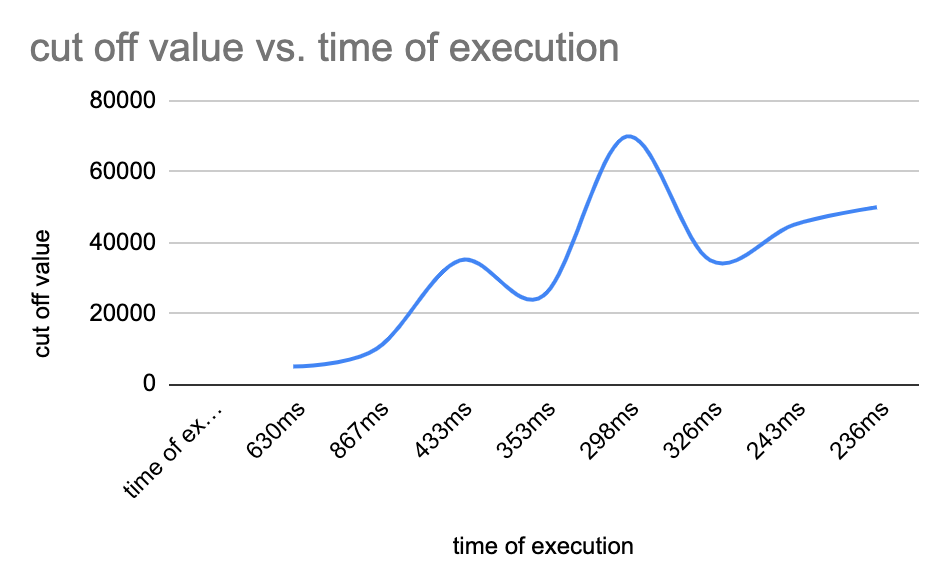 cut off value vs. time of execution
80000
60000
40000
20000
0
cut off value
time of ex...
630ms
867ms
433ms
353ms
298ms
326ms
243ms
236ms
time of execution